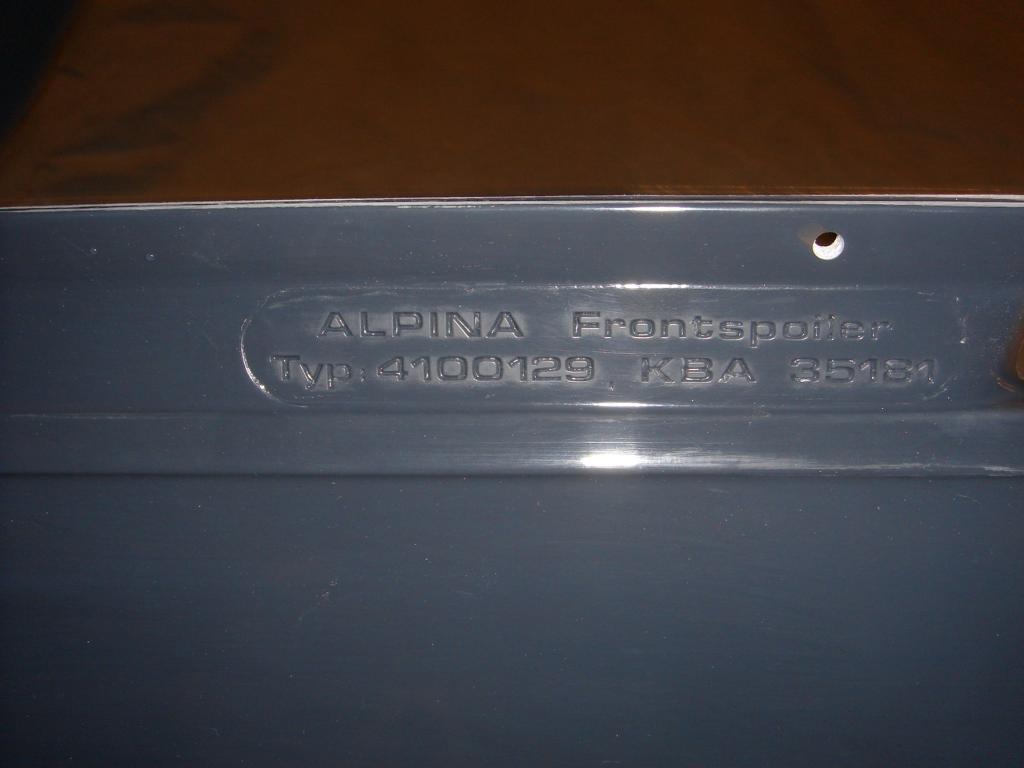 ALPINA Frontspoiler
Typ: 4100129, KBA 35181